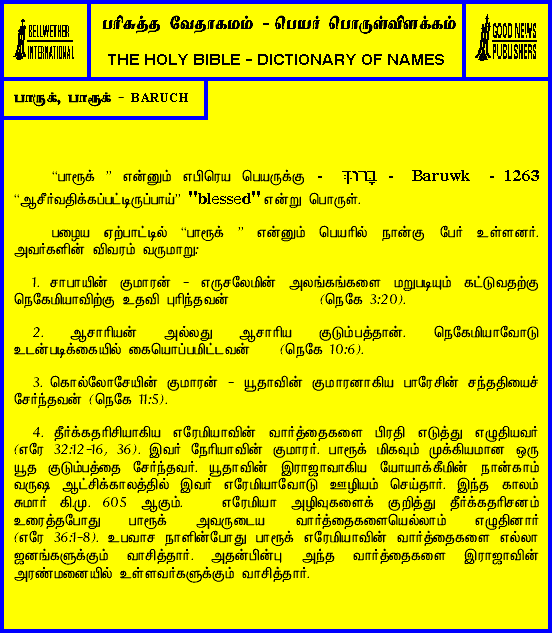 BELLWETHER
INTERNATIONAL
பரிசுத்த வேதாகமம் - பெயர் பொருள்விளக்கம்
THE HOLY BIBLE - DICTIONARY OF NAMES
GOOD NEWS
PUBLISHERS
பாருக், பாரூக் - BARUCH
“பாரூக் ” என்னும் எபிரெய பெயருக்கு - בָּרוּךְ - Baruwk - 1263
“ஆசீர்வதிக்கப்பட்டிருப்பாய்” "blessed" என்று பொருள்.
பழைய ஏற்பாட்டில் “பாரூக் ” என்னும் பெயரில் நான்கு பேர் உள்ளனர்.
அவர்களின் விவரம் வருமாறு:
1. சாபாயின் குமாரன் - எருசலேமின் அலங்கங்களை மறுபடியும் கட்டுவதற்கு
நெகேமியாவிற்கு உதவி புரிந்தவன் (நெகே 3:20).
2. ஆசாரியன் அல்லது ஆசாரிய குடும்பத்தான். நெகேமியாவோடு
உடன்படிக்கையில் கையொப்பமிட்டவன் (நெகே 10:6).
3. கொல்லோசேயின் குமாரன் - யூதாவின் குமாரனாகிய பாரேசின் சந்ததியைச்
சேர்ந்தவன் (நெகே 11:5).
4. தீர்க்கதரிசியாகிய எரேமியாவின் வார்த்தைகளை பிரதி எடுத்து எழுதியவர்
(எரே 32:12-16, 36). இவர் நேரியாவின் குமாரர். பாரூக் மிகவும் முக்கியமான ஒரு
யூத குடும்பத்தை சேர்ந்தவர். யூதாவின் இராஜாவாகிய யோயாக்கீமின் நான்காம்
வருஷ ஆட்சிக்காலத்தில் இவர் எரேமியாவோடு ஊழியம் செய்தார். இந்த காலம்
சுமார் கி.மு. 605 ஆகும். எரேமியா அழிவுகளைக் குறித்து தீர்க்கதரிசனம்
உரைத்தபோது பாரூக் அவருடைய வார்த்தைகளையெல்லாம் எழுதினார்
(எரே 36:1-8). உபவாச நாளின்போது பாரூக் எரேமியாவின் வார்த்தைகளை எல்லா
ஜனங்களுக்கும் வாசித்தார். அதன்பின்பு அந்த வார்த்தைகளை இராஜாவின்
அரண்மனையில் உள்ளவர்களுக்கும் வாசித்தார்.